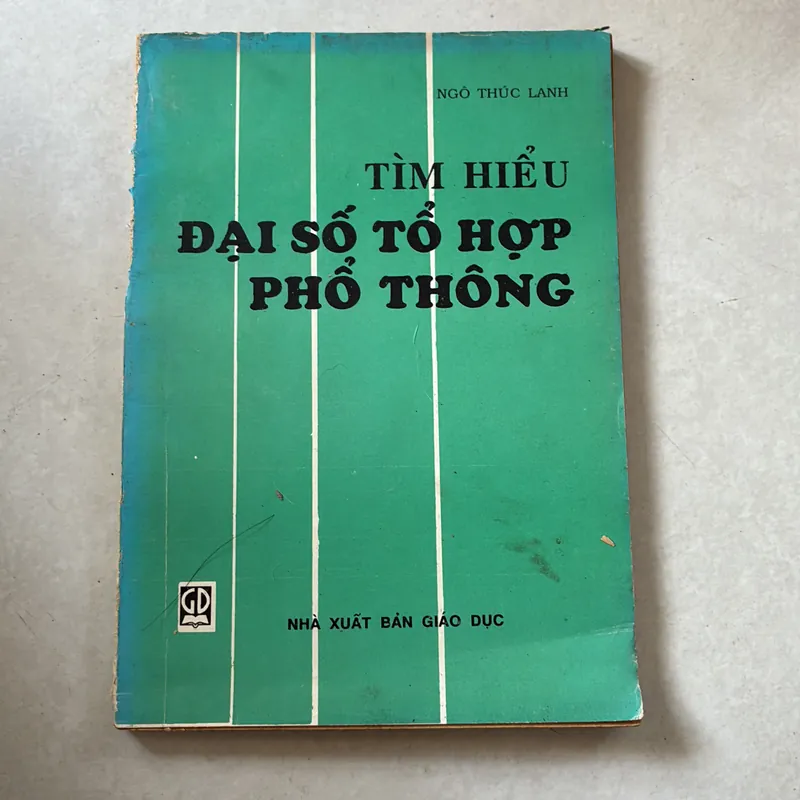 NGÔ THÚC LANH
TÌM HIỂU
ĐẠI SỐ TỔ HỢP
PHỔ THÔNG
GD
NHÀ XUẤT BẢN GIÁO DỤC